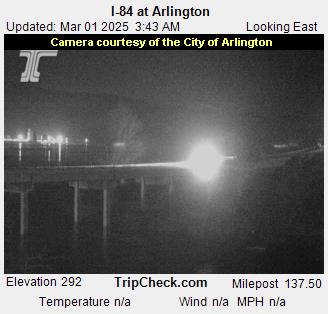 I-84 at Arlington
Updated: Mar 01 2025 3:43 AM Looking East
Camera courtesy of the City of Arlington
Elevation 292 TripCheck.com Milepost 137.50
Temperature n/a Wind n/a MPH n/a